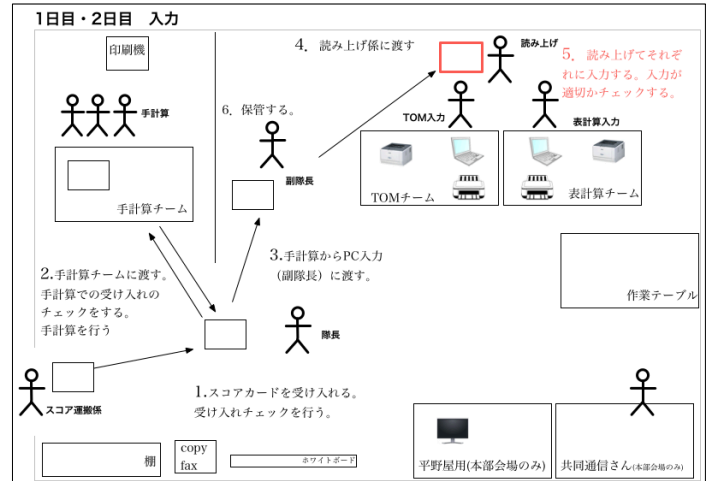 1日目・2日目　入力
印刷機
4．読み上げ係に渡す
読み上げ
5．読み上げてそれぞ
れに入力する。入力が
適切かチェックする。
手計算
6．保管する。
TOM入力
表計算入力
副隊長
手計算チーム
TOMチーム
表計算チーム
2.手計算チームに渡す。
手計算での受け入れの
チェックをする。
手計算を行う
3.手計算からPC入力
（副隊長）に渡す。
作業テーブル
隊長
スコア運搬係
1.スコアカードを受け入れる。
受け入れチェックを行う。
棚
copy
fax
ホワイトボード
平野屋用(本部会場のみ)
共同通信さん(本部会場のみ)